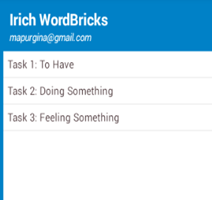 Irich WordBricks
mapurgina@gmail.com
Task 1: To Have
Task 2: Doing Something
Task 3: Feeling Something